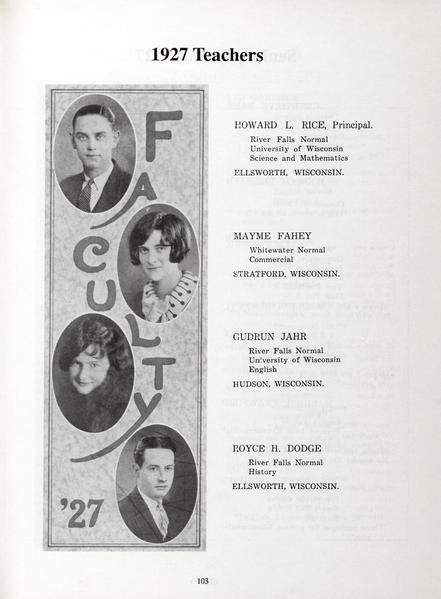 1927 Teachers
FACULTY
'27
HOWARD L. RICE, Principal.
River Falls Normal
University of Wisconsin
Science and Mathematics
ELLSWORTH, WISCONSIN.
MAYME FAHEY
Whitewater Normal
Commercial
STRATFORD, WISCONSIN.
GUDRUN JAHR
River Falls Normal
University of Wisconsin
English
HUDSON, WISCONSIN.
ROYCE H. DODGE
River Falls Normal
History
ELLSWORTH, WISCONSIN.
103